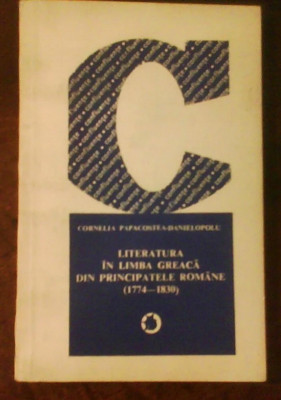 CORNELIA PAPACOSTEA-DANIELOPOLU
LITERATURA
ÎN LIMBA GREACĂ
DIN PRINCIPATELE ROMÂNE
(1774—1830)